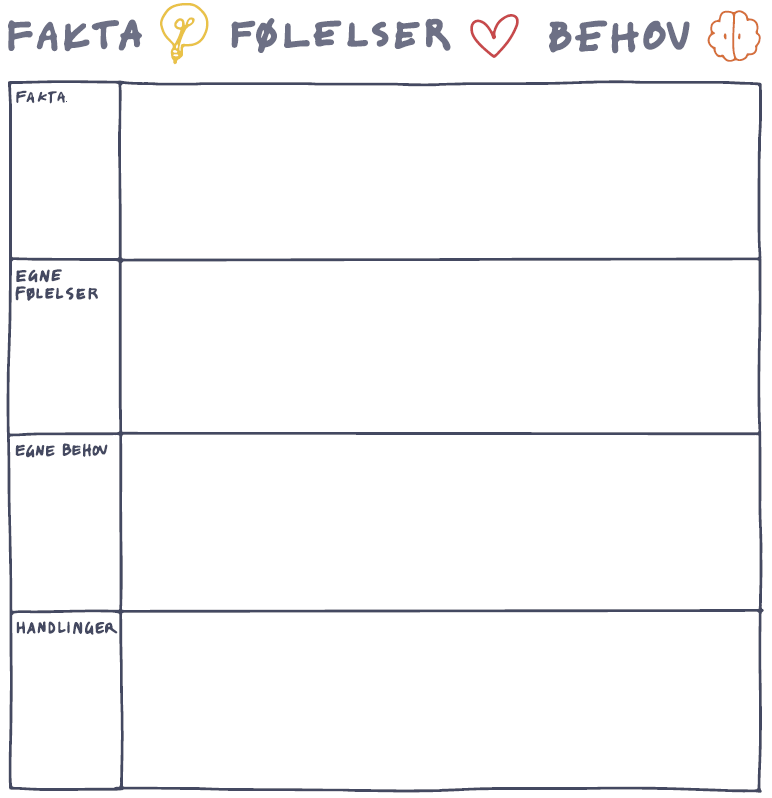 FAKTA FØLELSER BEHOV
FAKTA.
EGNE
FØLELSER
EGNE BEHOV
HANDLINGER